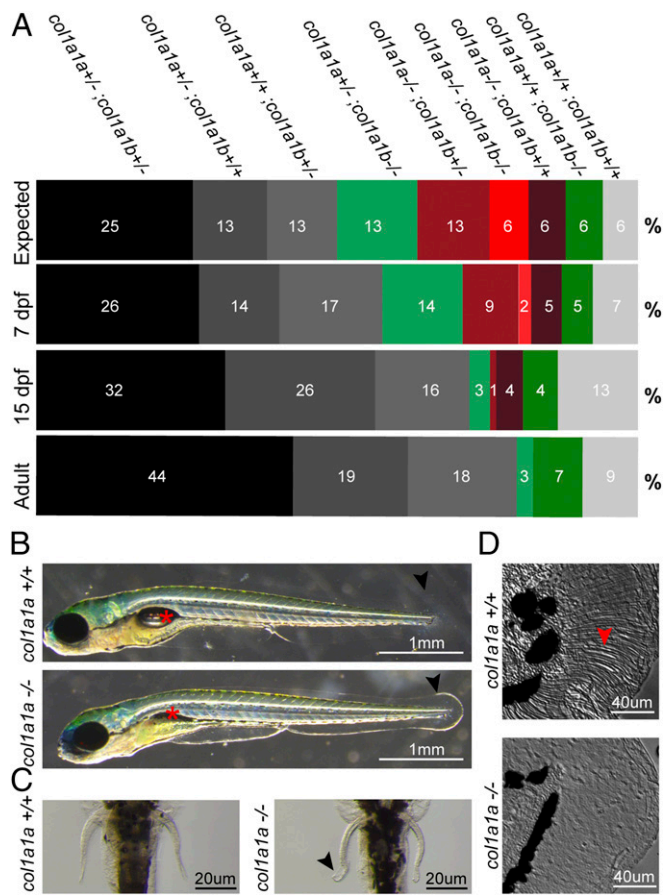 A
col1a1a+/-;col1a1b+/-
col1a1a+/-;col1a1b+/+
col1a1a+/+;col1a1b+/-
col1a1a+/-;col1a1b-/-
col1a1a-/-;col1a1b+/-
col1a1a-/-;col1a1b-/-
col1a1a-/-;col1a1b+/+
col1a1a+/+;col1a1b-/-
col1a1a+/+;col1a1b+/+
Expected 25 13 13 13 13 6 6 6 6 %
7 dpf 26 14 17 14 9 2 5 5 7 %
15 dpf 32 26 16 3 1 4 4 13 %
Adult 44 19 18 3 7 9 %
B
col1a1a +/+
*
1mm
col1a1a -/-
*
1mm
C
col1a1a +/+
20um
col1a1a -/-
20um
D
col1a1a +/+
40um
col1a1a -/-
40um